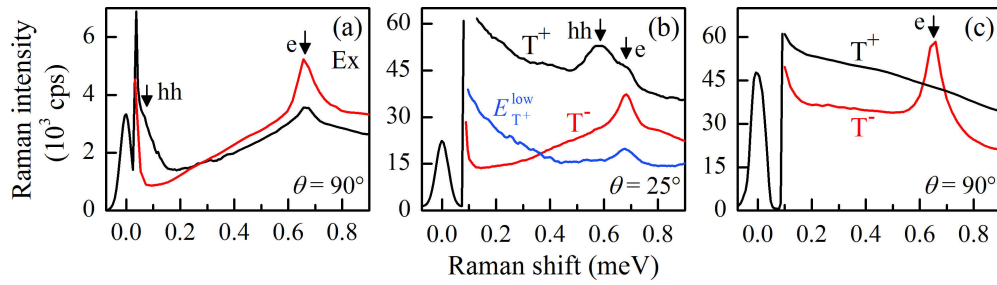 Raman intensity
(10³ cps)
6
4
2
0
(a)
e
Ex
hh
θ = 90°
0.0 0.2 0.4 0.6 0.8
60
45
30
15
0
(b)
hh
T⁺
e
E^low_T⁺
T⁻
θ = 25°
0.0 0.2 0.4 0.6 0.8
60
45
30
15
0
e
(c)
T⁺
T⁻
θ = 90°
0.0 0.2 0.4 0.6 0.8
Raman shift (meV)